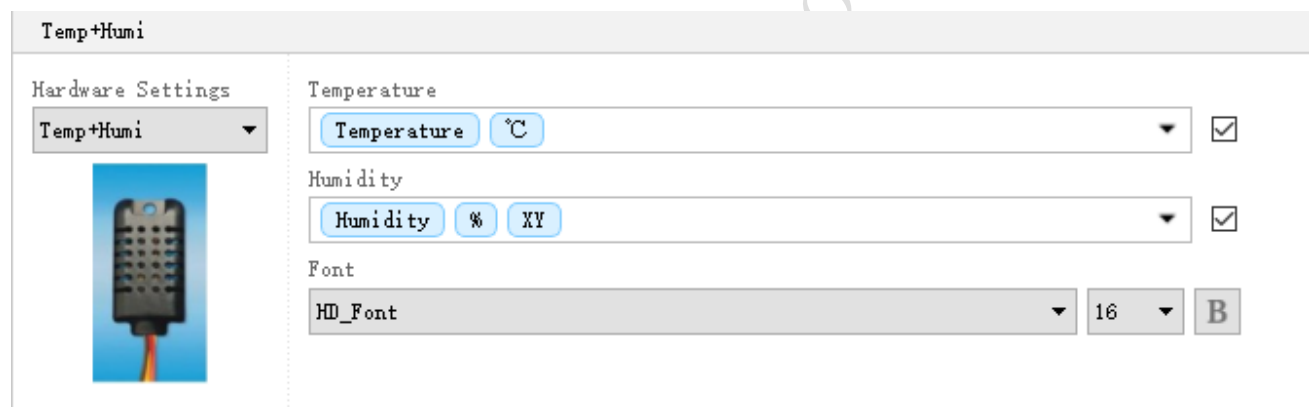 Temp+Humi
Hardware Settings
Temp+Humi
Temperature
Temperature ℃
Humidity
Humidity % XY
Font
HD_Font 16 B